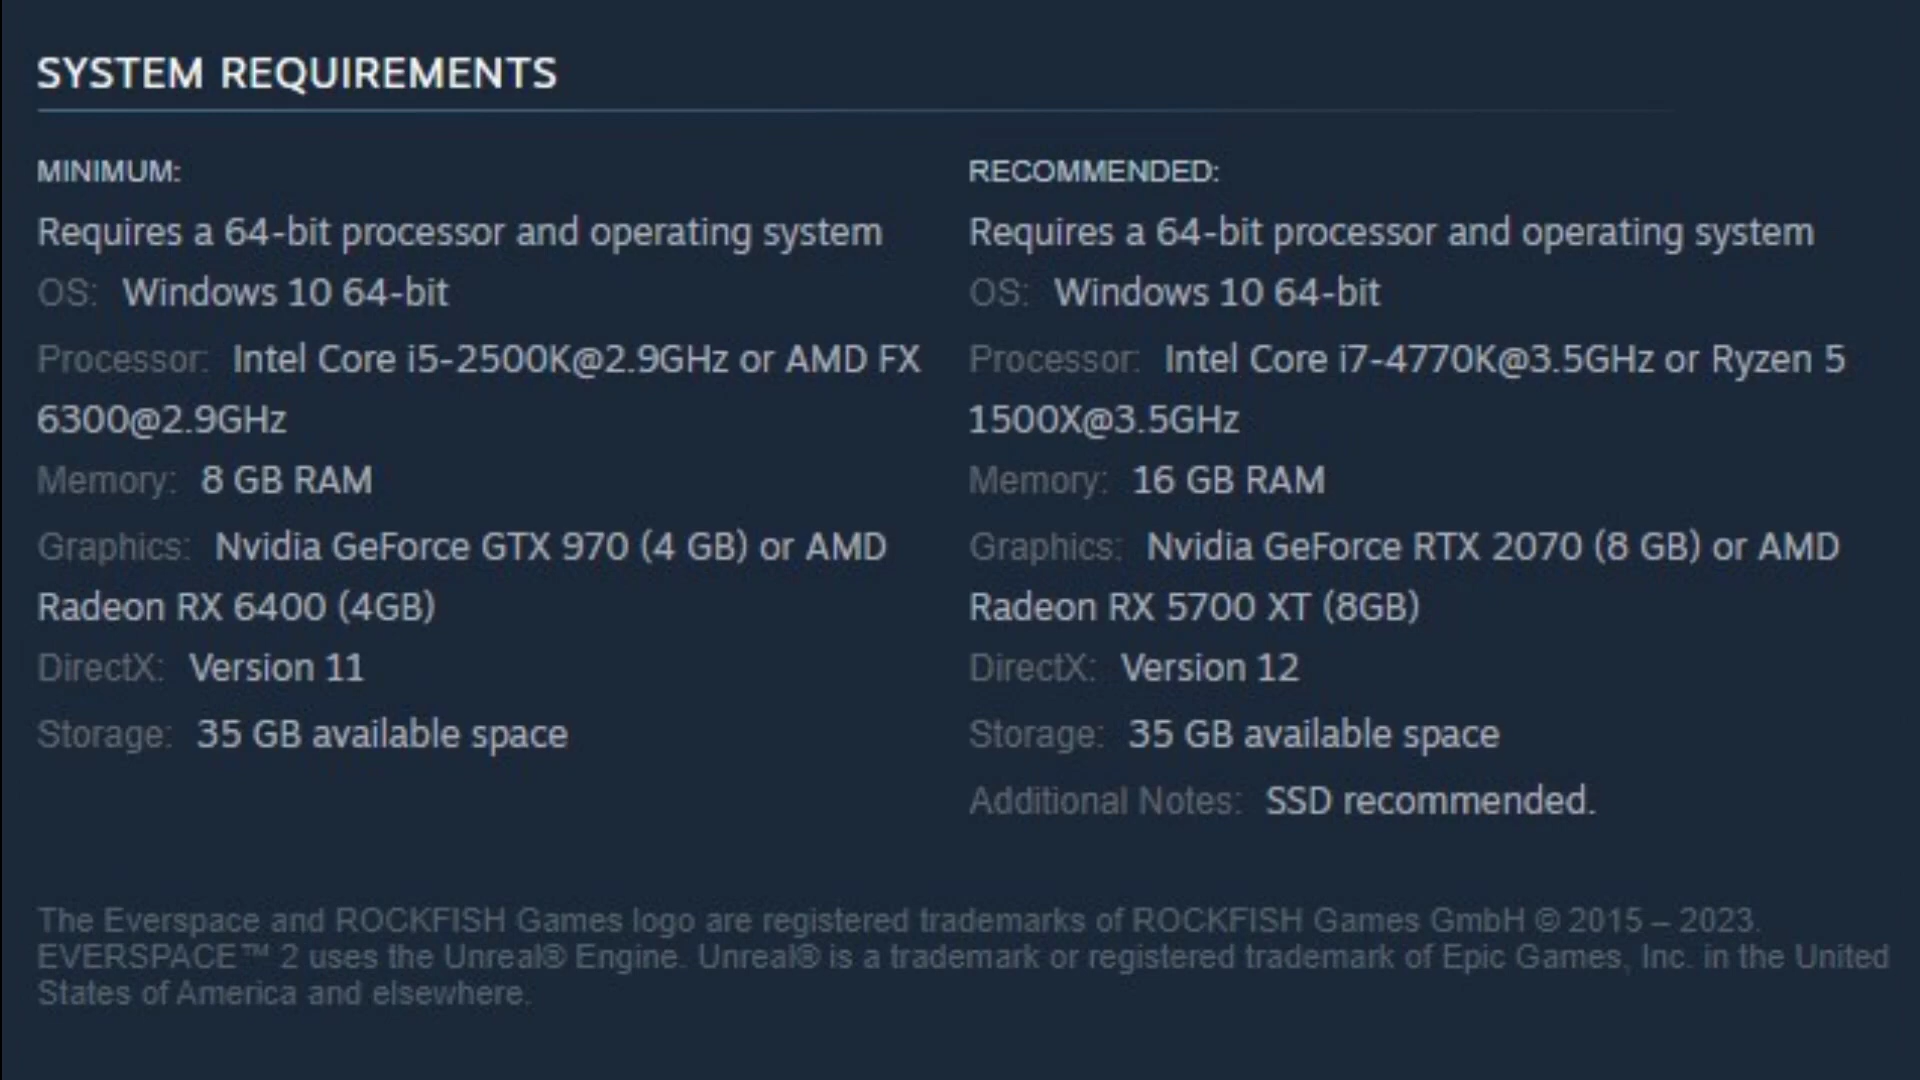 SYSTEM REQUIREMENTS
MINIMUM:
Requires a 64-bit processor and operating system
OS: Windows 10 64-bit
Processor: Intel Core i5-2500K@2.9GHz or AMD FX
6300@2.9GHz
Memory: 8 GB RAM
Graphics: Nvidia GeForce GTX 970 (4 GB) or AMD
Radeon RX 6400 (4GB)
DirectX: Version 11
Storage: 35 GB available space
RECOMMENDED:
Requires a 64-bit processor and operating system
OS: Windows 10 64-bit
Processor: Intel Core i7-4770K@3.5GHz or Ryzen 5
1500X@3.5GHz
Memory: 16 GB RAM
Graphics: Nvidia GeForce RTX 2070 (8 GB) or AMD
Radeon RX 5700 XT (8GB)
DirectX: Version 12
Storage: 35 GB available space
Additional Notes: SSD recommended.
The Everspace and ROCKFISH Games logo are registered trademarks of ROCKFISH Games GmbH © 2015 – 2023.
EVERSPACE™ 2 uses the Unreal® Engine. Unreal® is a trademark or registered trademark of Epic Games, Inc. in the United
States of America and elsewhere.